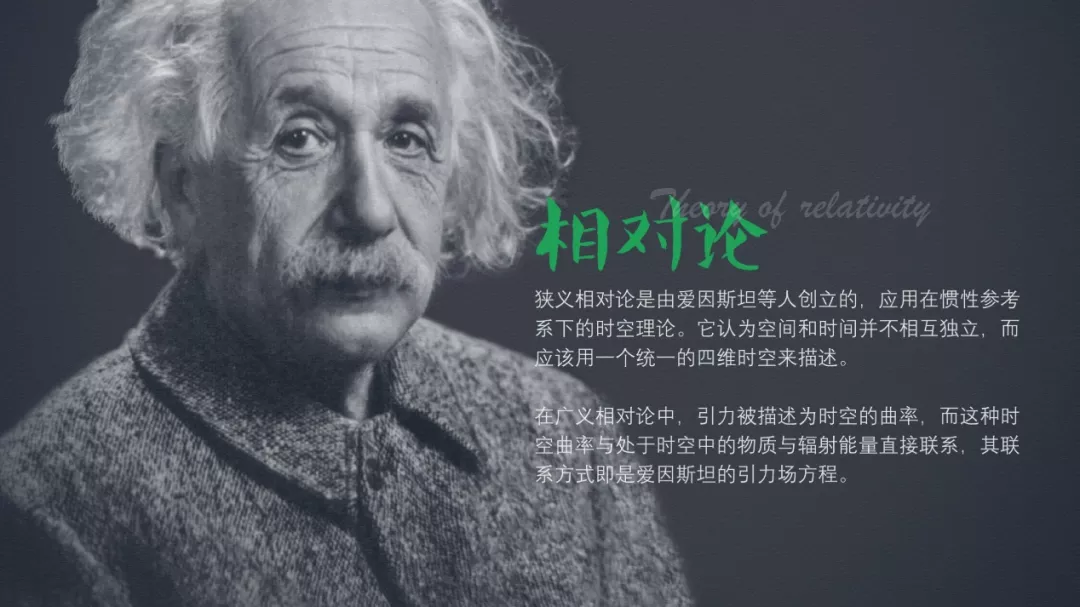 Theory of relativity
相对论
狭义相对论是由爱因斯坦等人创立的，应用在惯性参考
系下的时空理论。它认为空间和时间并不相互独立，而
应该用一个统一的四维时空来描述。
在广义相对论中，引力被描述为时空的曲率，而这种时
空曲率与处于时空中的物质与辐射能量直接联系，其联
系方式即是爱因斯坦的引力场方程。